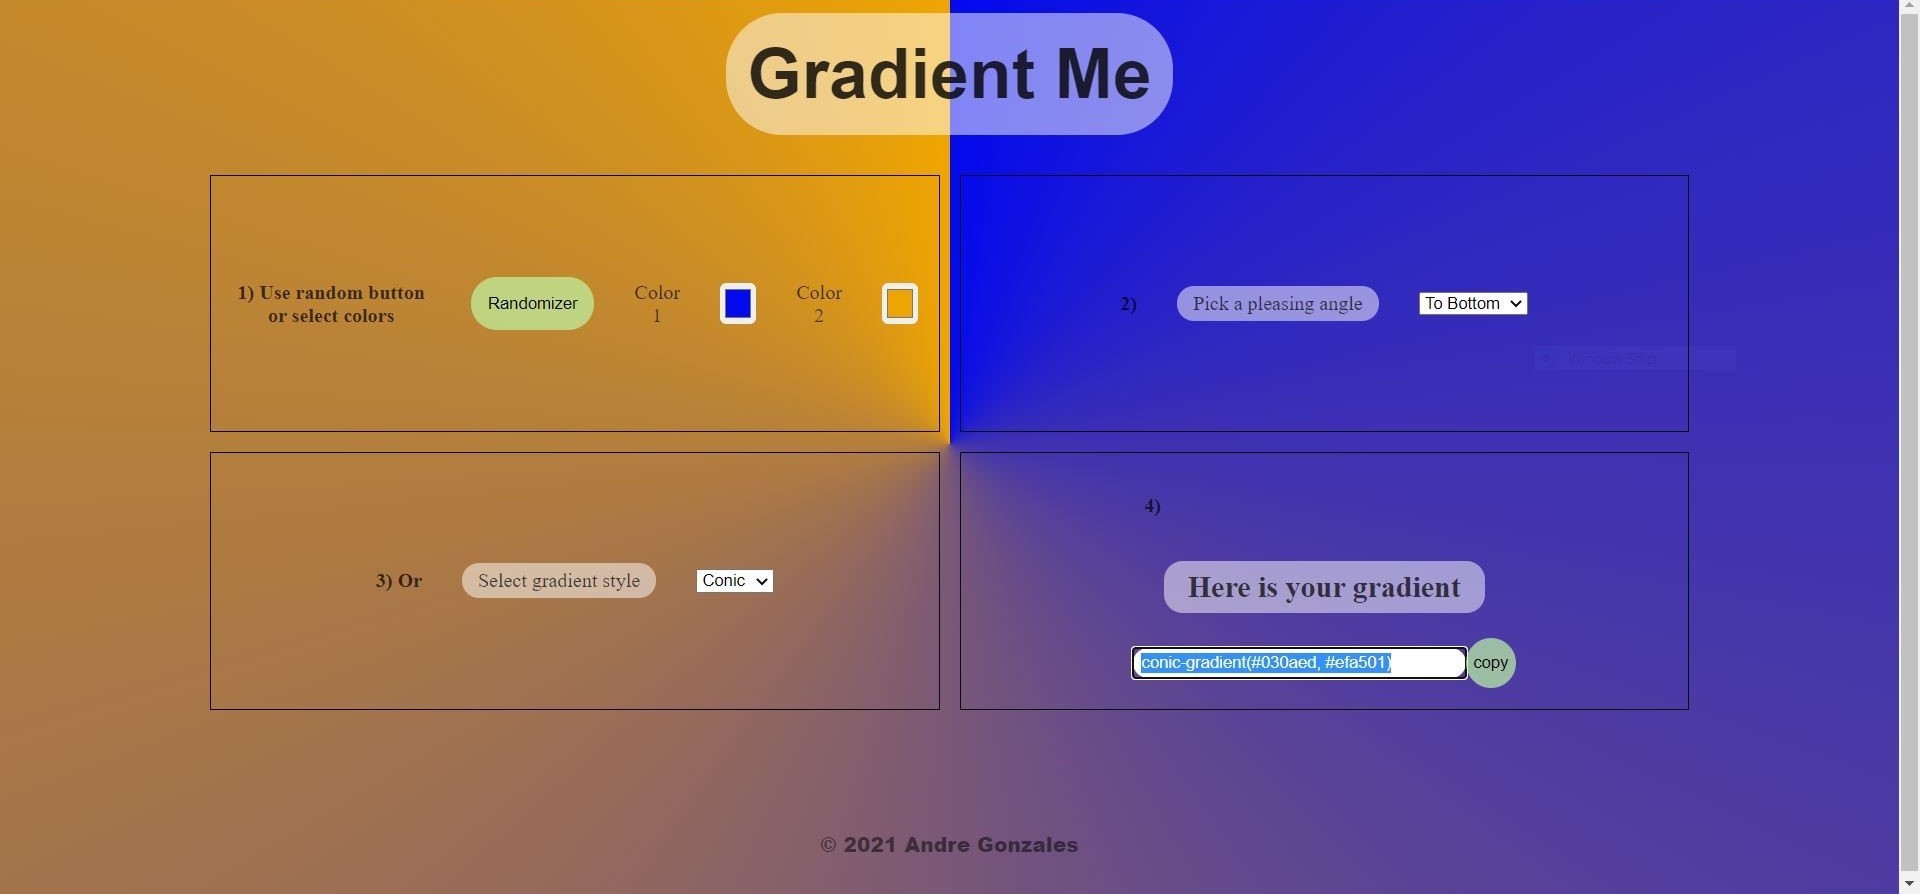 Gradient Me
1) Use random button
or select colors
Randomizer
Color
1
Color
2
2)
Pick a pleasing angle
To Bottom
Window Snip
3) Or
Select gradient style
Conic
4)
Here is your gradient
conic-gradient(#030aed, #efa501)
copy
© 2021 Andre Gonzales